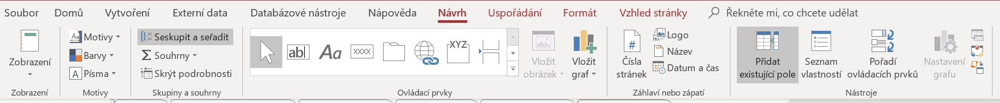 Soubor Domů Vytvoření Externí data Databázové nástroje Nápověda Návrh Uspořádání Formát Vzhled stránky Řekněte mi, co chcete udělat
Zobrazení
Zobrazení
Motivy
Barvy
Písma
Motivy
Seskupit a seřadit
Souhrny
Skrýt podrobnosti
Skupiny a souhrny
ab Aa XXXX XYZ
Ovládací prvky
Vložit
obrázek
Vložit
graf
Čísla
stránek
Logo
Název
Datum a čas
Záhlaví nebo zápatí
Přidat
existující pole
Seznam
vlastností
Pořadí
ovládacích prvků
Nastavení
grafu
Nástroje